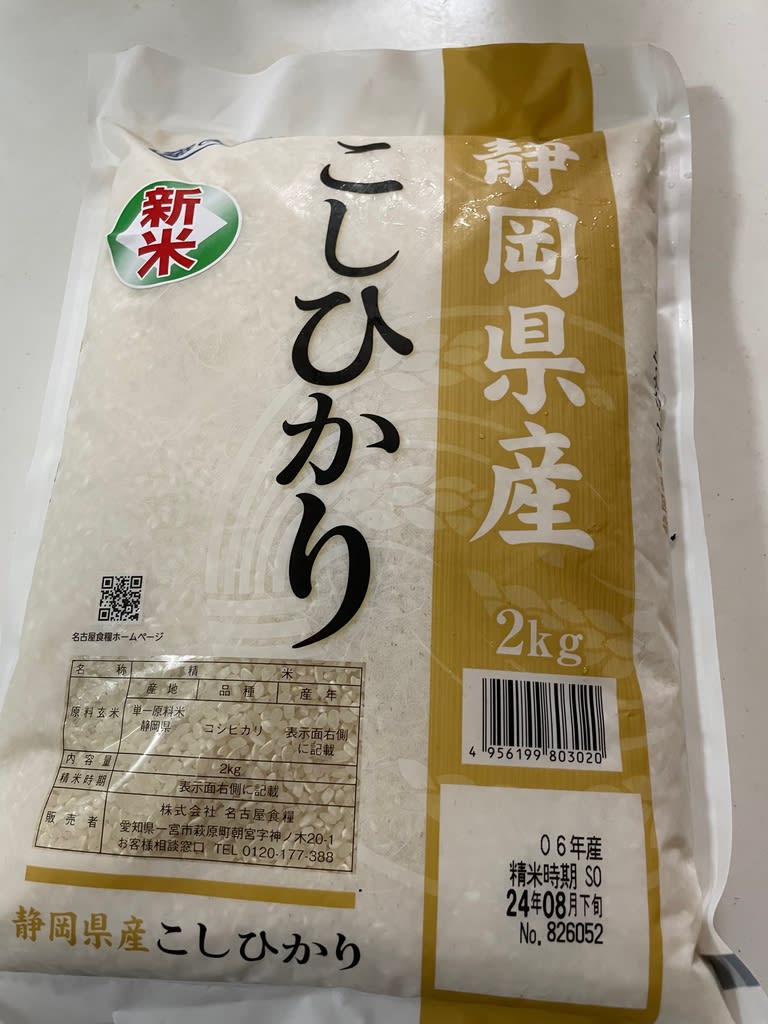 新米
こしひかり
静岡県産
2kg
名古屋食糧ホームページ
名 称 精 米
産 地 品 種 産 年
原料玄米 単一原料米 静岡県 コシヒカリ 表示面右側に記載
内 容 量 2kg
精米時期 表示面右側に記載
販 売 者 株式会社 名古屋食糧
愛知県一宮市萩原町朝宮字神ノ木20-1
お客様相談窓口 TEL 0120-177-388
4 956199 803020
06年産
精米時期 SO
24年08月下旬
No. 826052
静岡県産こしひかり